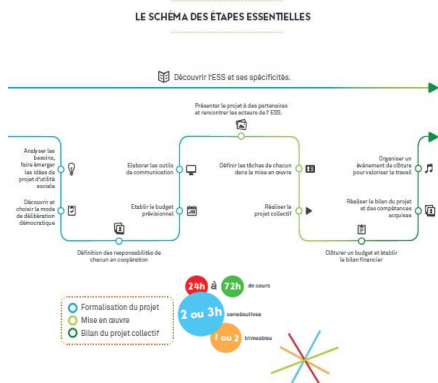 LE SCHÉMA DES ÉTAPES ESSENTIELLES
Découvrir l'ESS et ses spécificités.
Présenter le projet à des partenaires
et rencontrer les acteurs de l'ESS.
Analyser les
besoins,
faire émerger
les idées de
projet d'utilité
sociale
Découvrir et
choisir le mode
de délibération
démocratique
Définition des responsabilités de
chacun en coopération
Elaborer les outils
de communication
Etablir le budget
prévisionnel
Définir les tâches de chacun
dans la mise en œuvre
Réaliser le
projet collectif
Organiser un
événement de clôture
pour valoriser le travail
Réaliser le bilan du projet
et des compétences
acquises
Clôturer un budget et établir
le bilan financier
Formalisation du projet
Mise en œuvre
Bilan du projet collectif
24h à 72h de cours
2 ou 3h consécutives
1 ou 2 trimestres